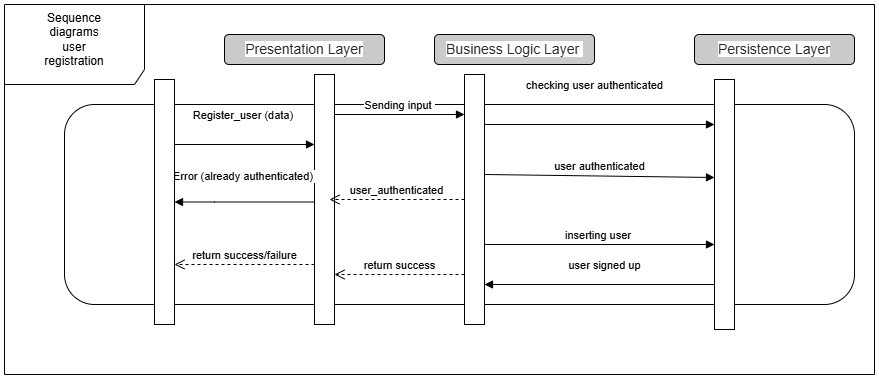 Sequence
diagrams
user
registration
Presentation Layer
Business Logic Layer
Persistence Layer
checking user authenticated
Sending input
Register_user (data)
user authenticated
Error (already authenticated)
user_authenticated
inserting user
return success/failure
return success
user signed up